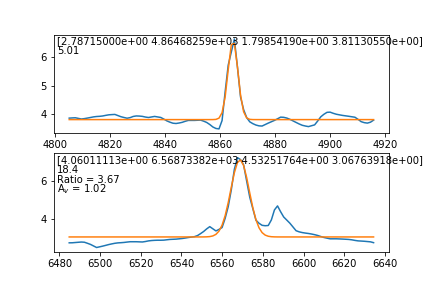 [2.78715000e+00 4.86468259e+03 1.79854190e+00 3.81130550e+00]
5.01
6
4
4800 4820 4840 4860 4880 4900 4920
[4.06011113e+00 6.56873382e+03 4.53251764e+00 3.06763918e+00]
18.4
Ratio = 3.67
Aᵥ = 1.02
6
4
6480 6500 6520 6540 6560 6580 6600 6620 6640